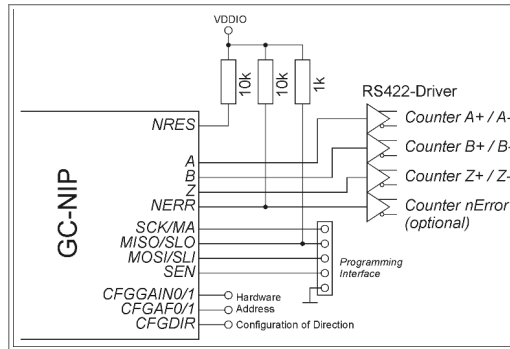 VDDIO
10k
10k
1k
RS422-Driver
NRES
Counter A+ / A-
A
Counter B+ / B-
B
Counter Z+ / Z-
Z
NERR
Counter nError
(optional)
GC-NIP
SCK/MA
MISO/SLO
MOSI/SLI
SEN
Programming
Interface
CFGGAIN0/1
Hardware
CFGAF0/1
Address
CFGDIR
Configuration of Direction